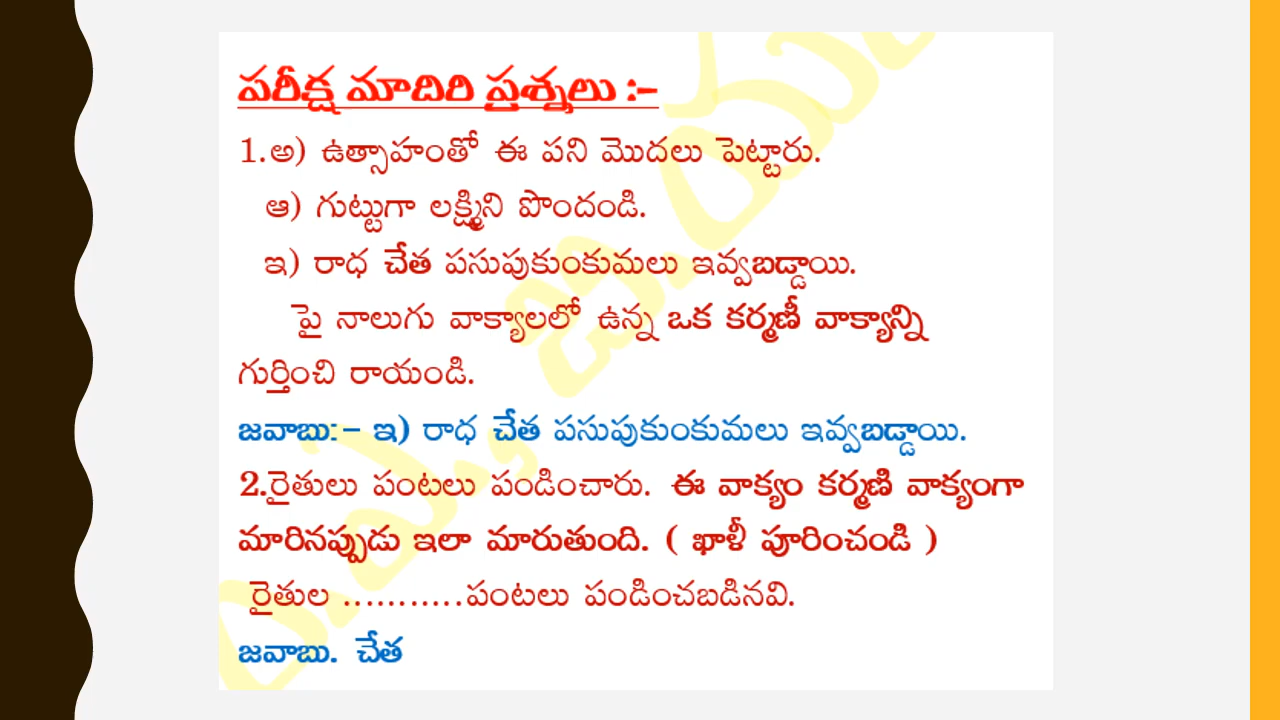 పరీక్ష మాదిరి ప్రశ్నలు :-
1.అ) ఉత్సాహంతో ఈ పని మొదలు పెట్టారు.
ఆ) గుట్టుగా లక్ష్మిని పొందండి.
ఇ) రాధ చేత పసుపుకుంకుమలు ఇవ్వబడ్డాయి.
పై నాలుగు వాక్యాలలో ఉన్న ఒక కర్మణీ వాక్యాన్ని
గుర్తించి రాయండి.
జవాబు:- ఇ) రాధ చేత పసుపుకుంకుమలు ఇవ్వబడ్డాయి.
2.రైతులు పంటలు పండించారు. ఈ వాక్యం కర్మణి వాక్యంగా
మారినప్పుడు ఇలా మారుతుంది. ( ఖాళీ పూరించండి )
రైతుల ...........పంటలు పండించబడినవి.
జవాబు. చేత